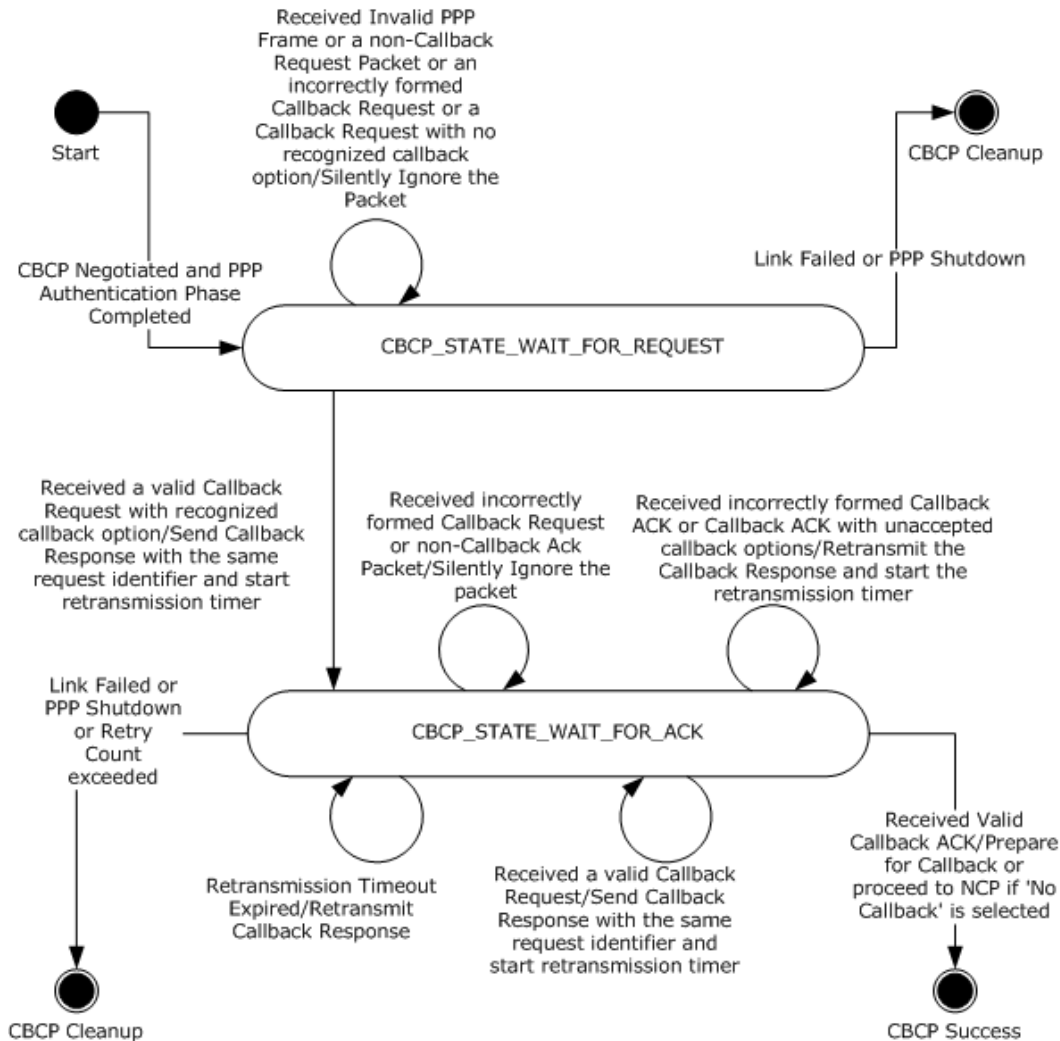 Received Invalid PPP
Frame or a non-Callback
Request Packet or an
incorrectly formed
Callback Request or a
Callback Request with no
recognized callback
option/Silently Ignore the
Packet
Start
CBCP Cleanup
CBCP Negotiated and PPP
Authentication Phase
Completed
Link Failed or PPP Shutdown
CBCP_STATE_WAIT_FOR_REQUEST
Received a valid Callback
Request with recognized
callback option/Send Callback
Response with the same
request identifier and start
retransmission timer
Received incorrectly
formed Callback Request
or non-Callback Ack
Packet/Silently Ignore the
packet
Received incorrectly formed Callback
ACK or Callback ACK with unaccepted
callback options/Retransmit the
Callback Response and start the
retransmission timer
Link Failed or
PPP Shutdown
or Retry
Count
exceeded
CBCP_STATE_WAIT_FOR_ACK
Retransmission Timeout
Expired/Retransmit
Callback Response
Received a valid Callback
Request/Send Callback
Response with the same
request identifier and
start retransmission timer
Received Valid
Callback ACK/Prepare
for Callback or
proceed to NCP if 'No
Callback' is selected
CBCP Cleanup
CBCP Success